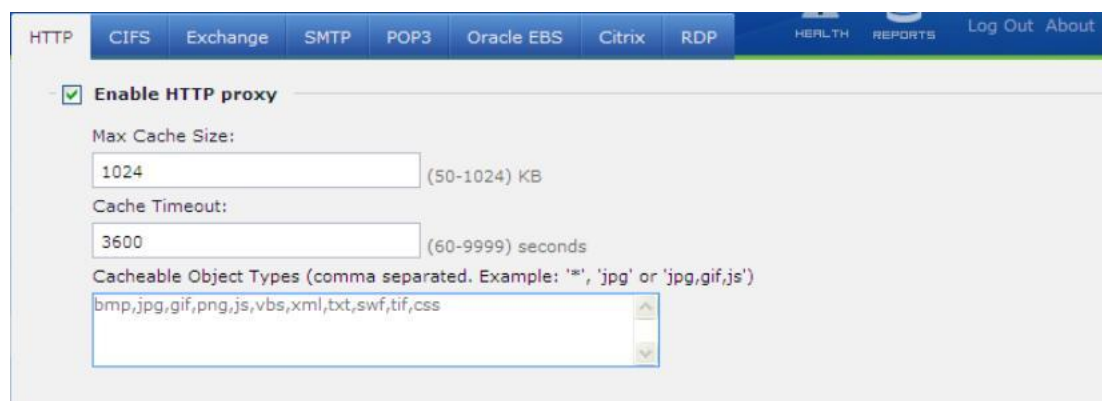 HTTP CIFS Exchange SMTP POP3 Oracle EBS Citrix RDP HEALTH REPORTS Log Out About
Enable HTTP proxy
Max Cache Size:
1024 (50-1024) KB
Cache Timeout:
3600 (60-9999) seconds
Cacheable Object Types (comma separated. Example: '*', 'jpg' or 'jpg,gif,js')
bmp,jpg,gif,png,js,vbs,xml,txt,swf,tif,css